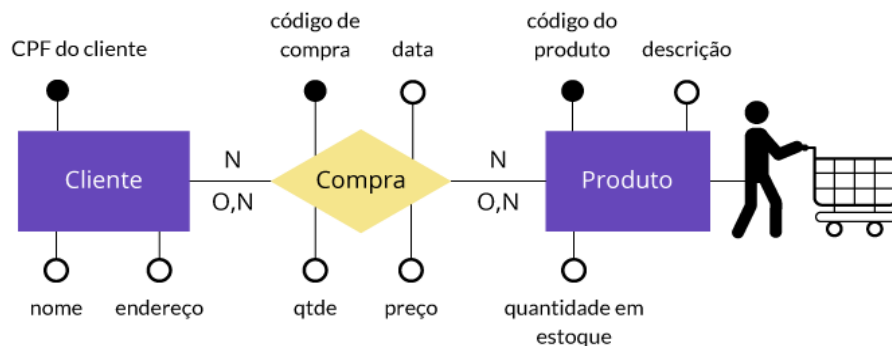 CPF do cliente
código de
compra
data
código do
produto
descrição
Cliente
N
O,N
Compra
N
O,N
Produto
nome
endereço
qtde
preço
quantidade em
estoque